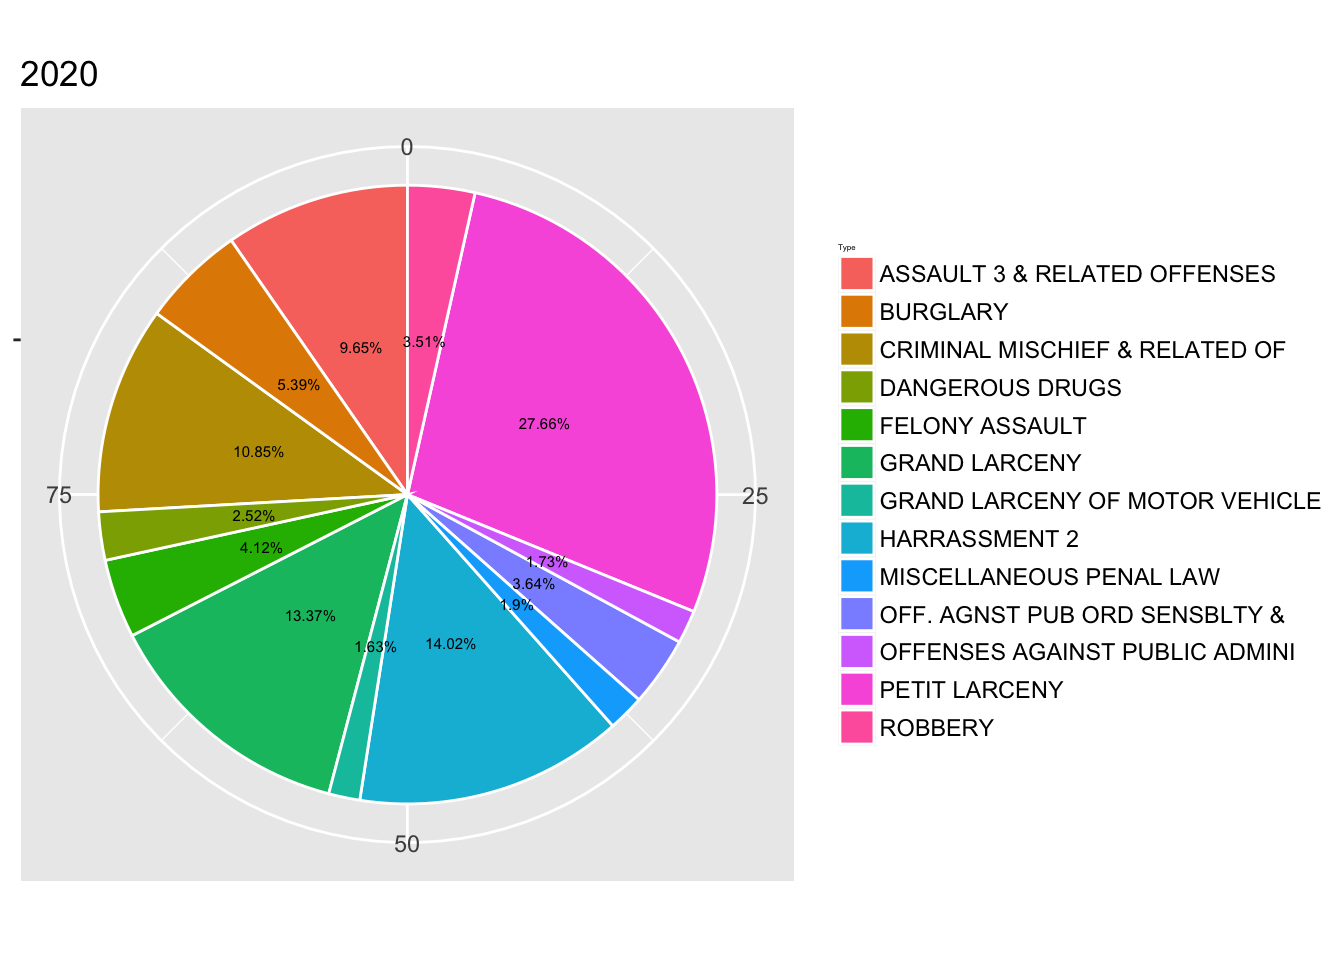 2020
0
9.65%
3.51%
5.39%
27.66%
10.85%
75
25
2.52%
4.12%
1.73%
3.64%
1.9%
13.37%
1.63%
14.02%
50
Type
ASSAULT 3 & RELATED OFFENSES
BURGLARY
CRIMINAL MISCHIEF & RELATED OF
DANGEROUS DRUGS
FELONY ASSAULT
GRAND LARCENY
GRAND LARCENY OF MOTOR VEHICLE
HARRASSMENT 2
MISCELLANEOUS PENAL LAW
OFF. AGNST PUB ORD SENSBLTY &
OFFENSES AGAINST PUBLIC ADMINI
PETIT LARCENY
ROBBERY